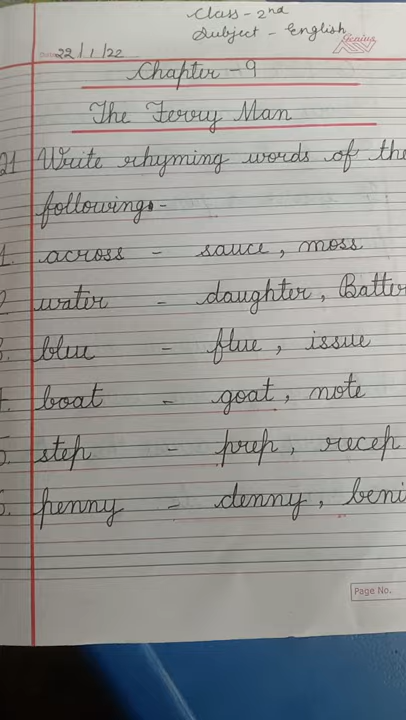 Class - 2nd
Subject - English
Genius
Date 22/1/22
Chapter - 9
The Ferry Man
Q1 Write rhyming words of the
following:-
1. across - sauce, moss
2. water - daughter, Batter
3. blue - flue, issue
4. boat - goat, note
5. step - prep, recep
6. penny - denny, beni
Page No.